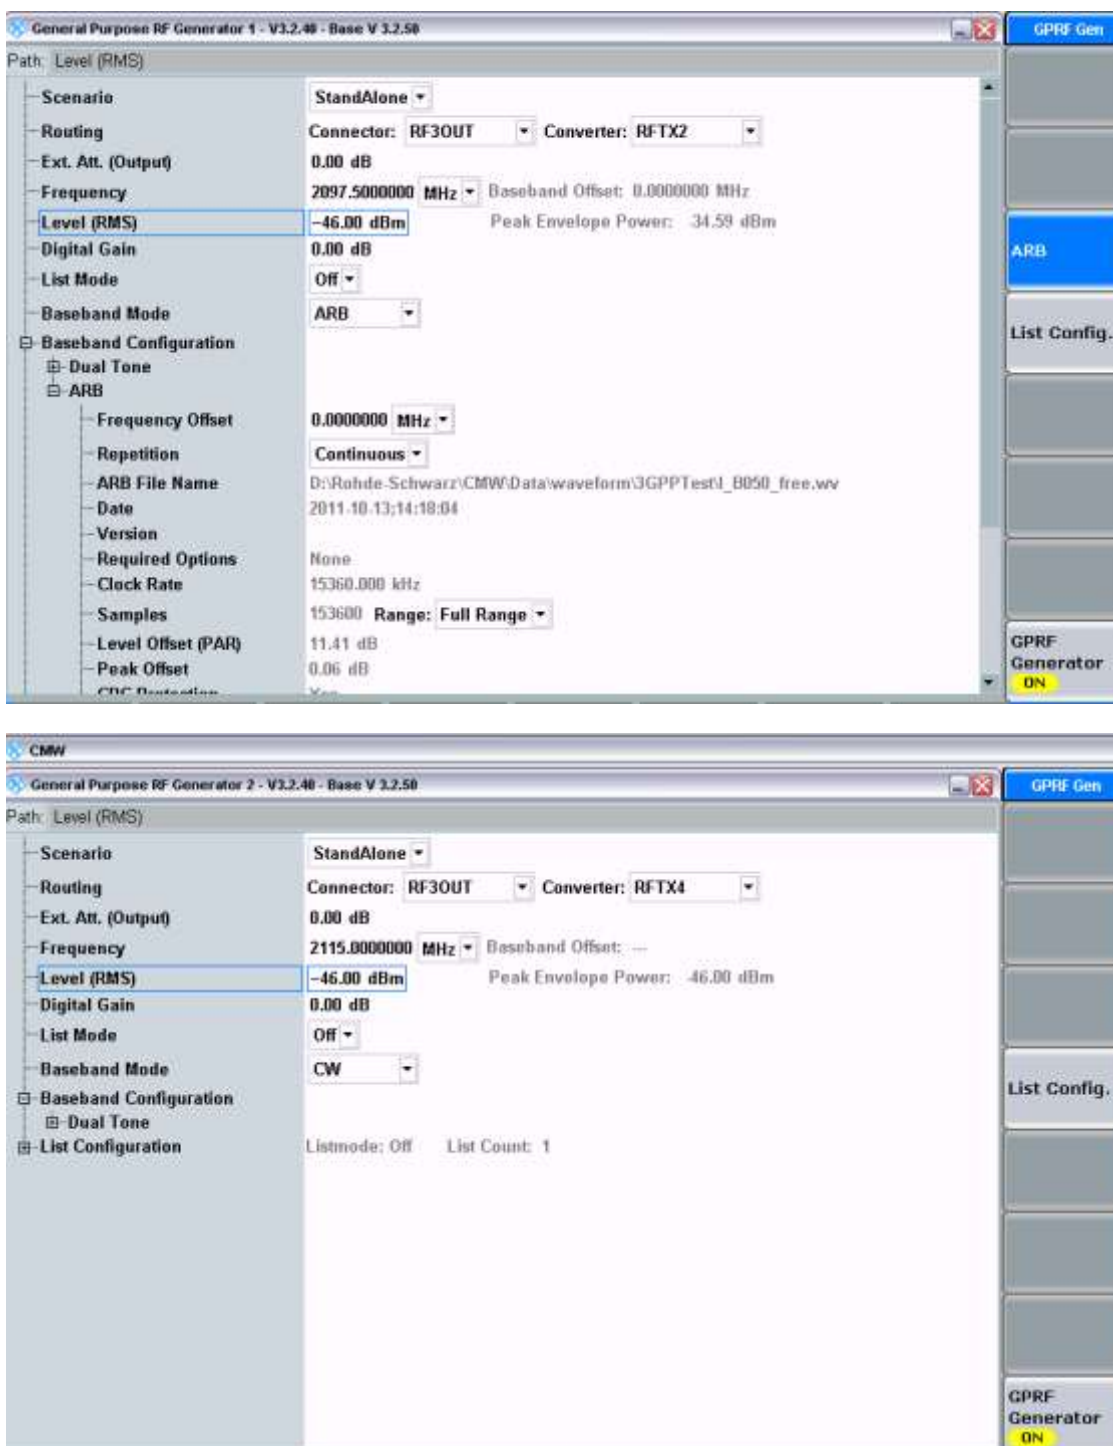 General Purpose RF Generator 1 - V3.2.40 - Base V 3.2.50
GPRF Gen
Path: Level (RMS)
Scenario StandAlone
Routing Connector: RF3OUT Converter: RFTX2
Ext. Att. (Output) 0.00 dB
Frequency 2097.5000000 MHz Baseband Offset: 0.0000000 MHz
Level (RMS) -46.00 dBm Peak Envelope Power: 34.59 dBm
Digital Gain 0.00 dB
ARB
List Mode Off
Baseband Mode ARB
Baseband Configuration
List Config.
Dual Tone
ARB
Frequency Offset 0.0000000 MHz
Repetition Continuous
ARB File Name D:\Rohde-Schwarz\CMW\Data\waveform\3GPPTest\I_B050_free.wv
Date 2011-10-13;14:18:04
Version
Required Options None
Clock Rate 15360.000 kHz
Samples 153600 Range: Full Range
Level Offset (PAR) 11.41 dB
Peak Offset 0.06 dB
CRC Protection Yes
GPRF
Generator
ON
CMW
General Purpose RF Generator 2 - V3.2.40 - Base V 3.2.50
GPRF Gen
Path: Level (RMS)
Scenario StandAlone
Routing Connector: RF3OUT Converter: RFTX4
Ext. Att. (Output) 0.00 dB
Frequency 2115.0000000 MHz Baseband Offset: ---
Level (RMS) -46.00 dBm Peak Envelope Power: -46.00 dBm
Digital Gain 0.00 dB
List Mode Off
Baseband Mode CW
Baseband Configuration
List Config.
Dual Tone
List Configuration Listmode: Off List Count: 1
GPRF
Generator
ON